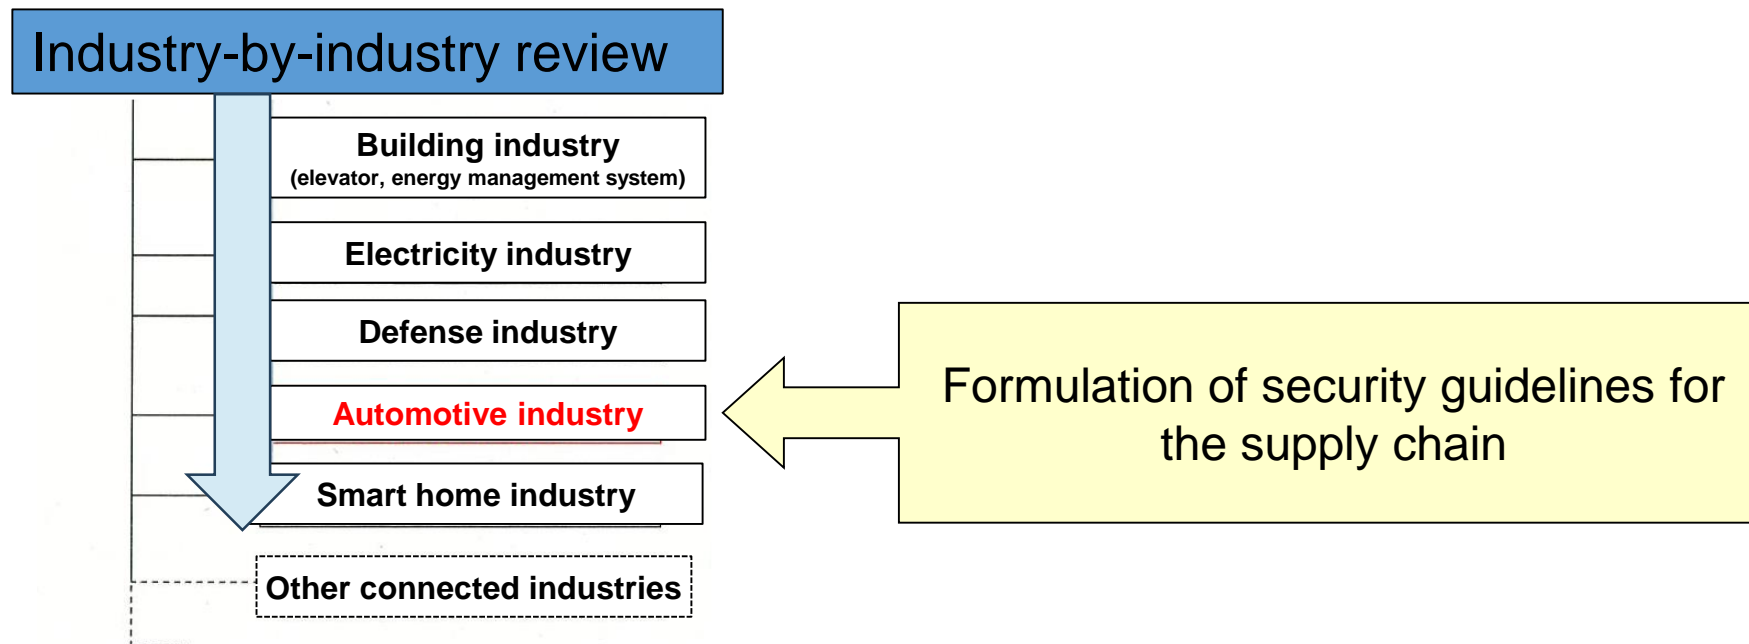 Industry-by-industry review
Building industry
(elevator, energy management system)
Electricity industry
Defense industry
Automotive industry
Smart home industry
Other connected industries
Formulation of security guidelines for
the supply chain